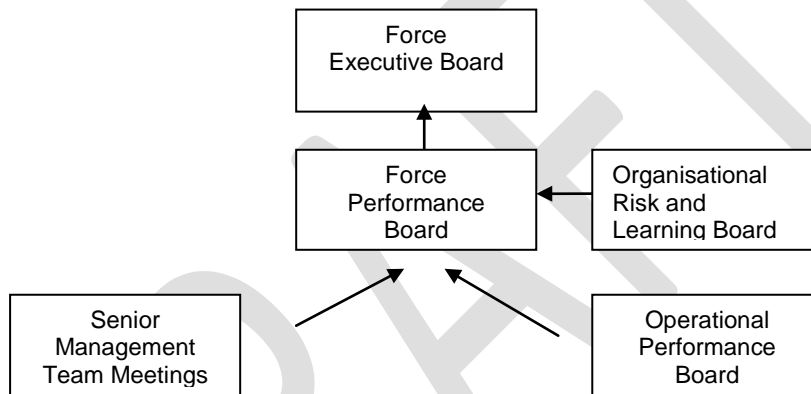 Force
Executive Board
Force
Performance
Board
Organisational
Risk and
Learning Board
Senior
Management
Team Meetings
Operational
Performance
Board